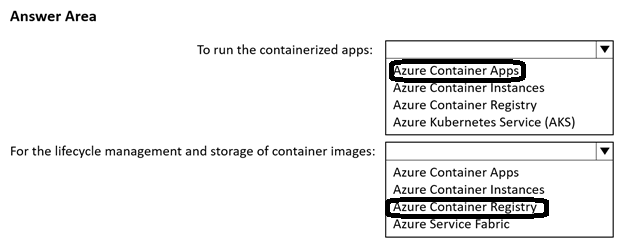 Answer Area
To run the containerized apps:
Azure Container Apps
Azure Container Instances
Azure Container Registry
Azure Kubernetes Service (AKS)
For the lifecycle management and storage of container images:
Azure Container Apps
Azure Container Instances
Azure Container Registry
Azure Service Fabric